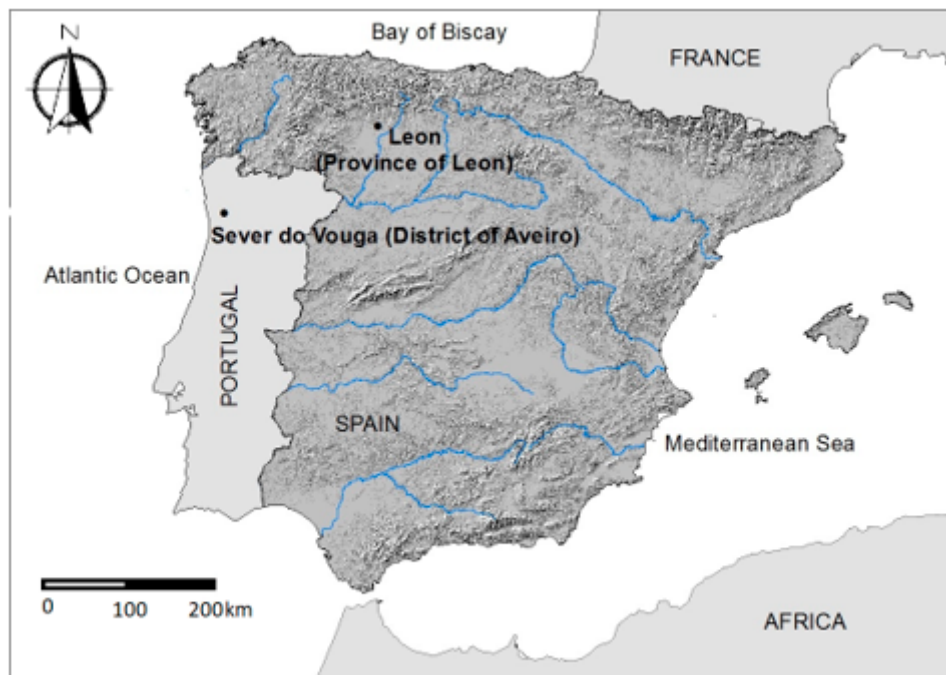 N
Bay of Biscay
FRANCE
Leon
(Province of Leon)
Sever do Vouga (District of Aveiro)
Atlantic Ocean
PORTUGAL
SPAIN
Mediterranean Sea
0 100 200km
AFRICA